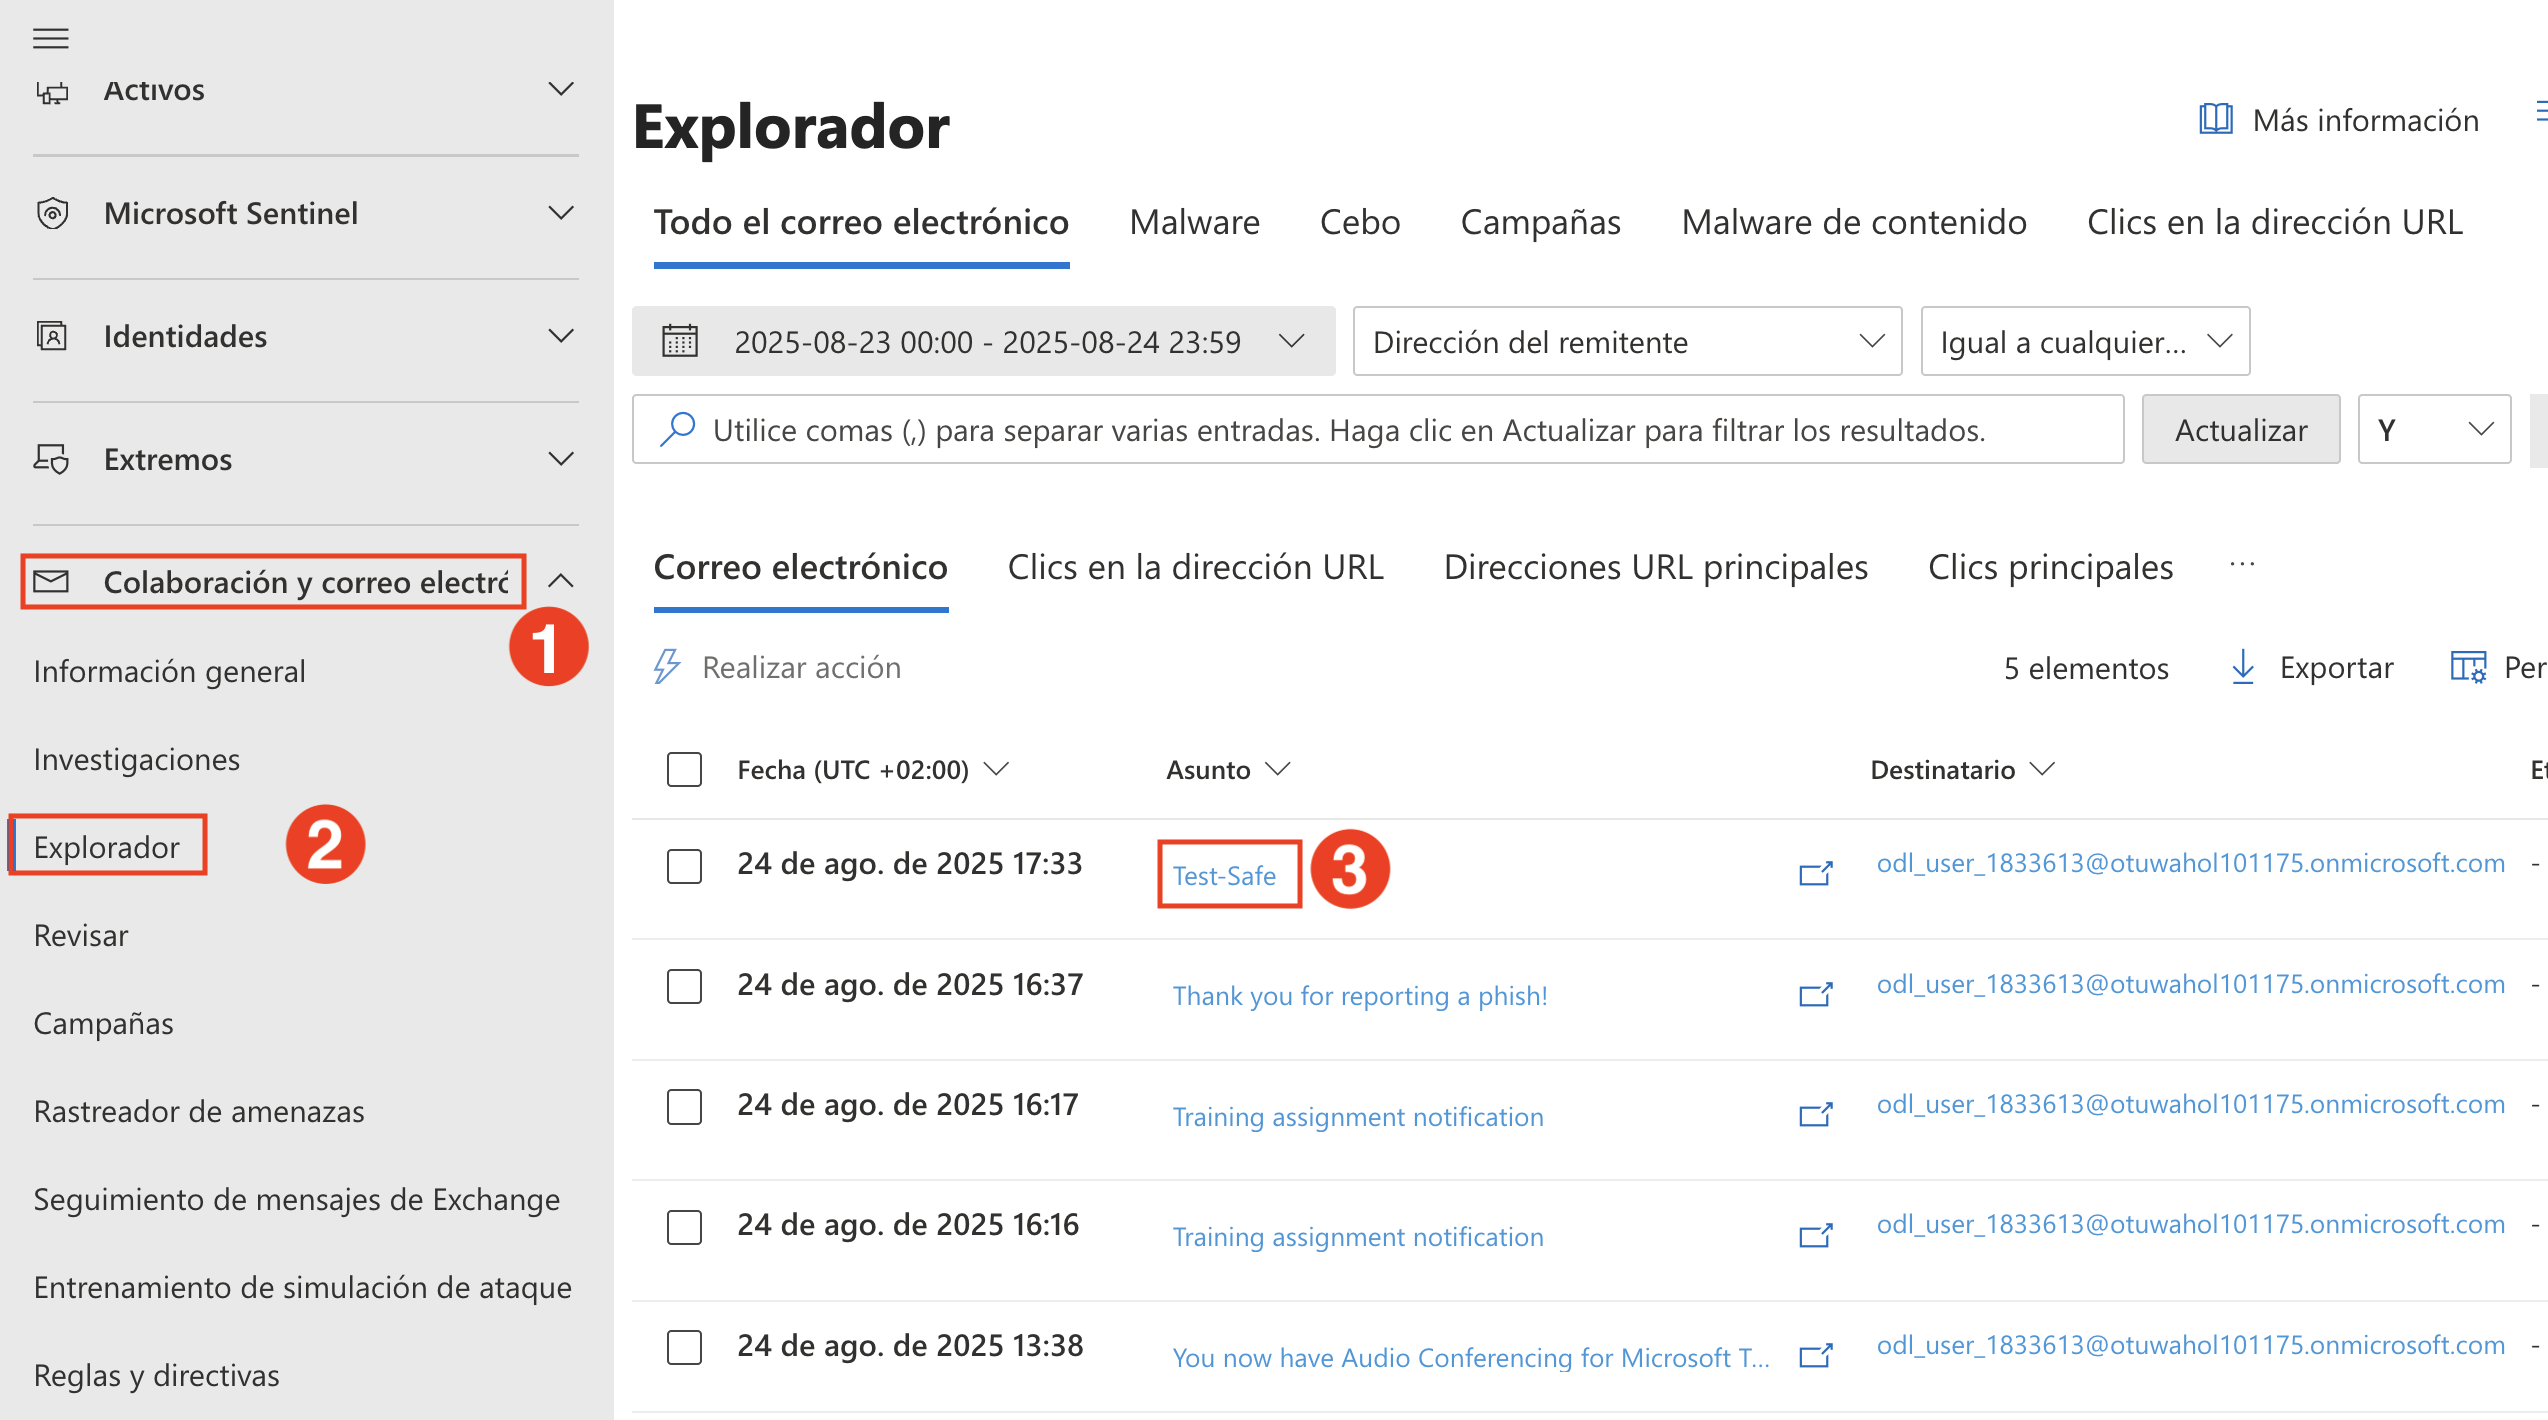 Activos
Microsoft Sentinel
Identidades
Extremos
Colaboración y correo electró
1
Información general
Investigaciones
Explorador
2
Revisar
Campañas
Rastreador de amenazas
Seguimiento de mensajes de Exchange
Entrenamiento de simulación de ataque
Reglas y directivas
Explorador
Más información
Todo el correo electrónico Malware Cebo Campañas Malware de contenido Clics en la dirección URL
2025-08-23 00:00 - 2025-08-24 23:59 Dirección del remitente Igual a cualquier...
Utilice comas (,) para separar varias entradas. Haga clic en Actualizar para filtrar los resultados. Actualizar Y
Correo electrónico Clics en la dirección URL Direcciones URL principales Clics principales ...
Realizar acción 5 elementos Exportar Per
Fecha (UTC +02:00) Asunto Destinatario Et
24 de ago. de 2025 17:33 Test-Safe 3 odl_user_1833613@otuwahol101175.onmicrosoft.com -
24 de ago. de 2025 16:37 Thank you for reporting a phish! odl_user_1833613@otuwahol101175.onmicrosoft.com -
24 de ago. de 2025 16:17 Training assignment notification odl_user_1833613@otuwahol101175.onmicrosoft.com -
24 de ago. de 2025 16:16 Training assignment notification odl_user_1833613@otuwahol101175.onmicrosoft.com -
24 de ago. de 2025 13:38 You now have Audio Conferencing for Microsoft T... odl_user_1833613@otuwahol101175.onmicrosoft.com -